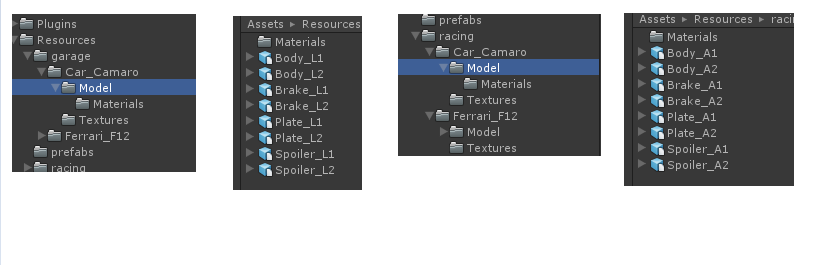 Plugins
Resources
garage
Car_Camaro
Model
Materials
Textures
Ferrari_F12
prefabs
racing
Assets ▸ Resources
Materials
Body_L1
Body_L2
Brake_L1
Brake_L2
Plate_L1
Plate_L2
Spoiler_L1
Spoiler_L2
prefabs
racing
Car_Camaro
Model
Materials
Textures
Ferrari_F12
Model
Textures
Assets ▸ Resources ▸ raci
Materials
Body_A1
Body_A2
Brake_A1
Brake_A2
Plate_A1
Plate_A2
Spoiler_A1
Spoiler_A2